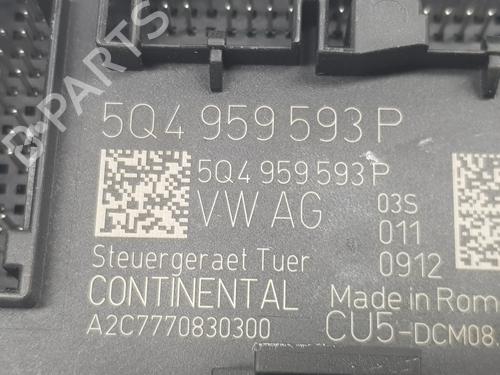 5Q4 959 593 P
5Q4 959 593 P
VW AG
03S
011
0912
Steuergeraet Tuer
CONTINENTAL
Made in Rom
A2C7770830300
CU5-DCM08.